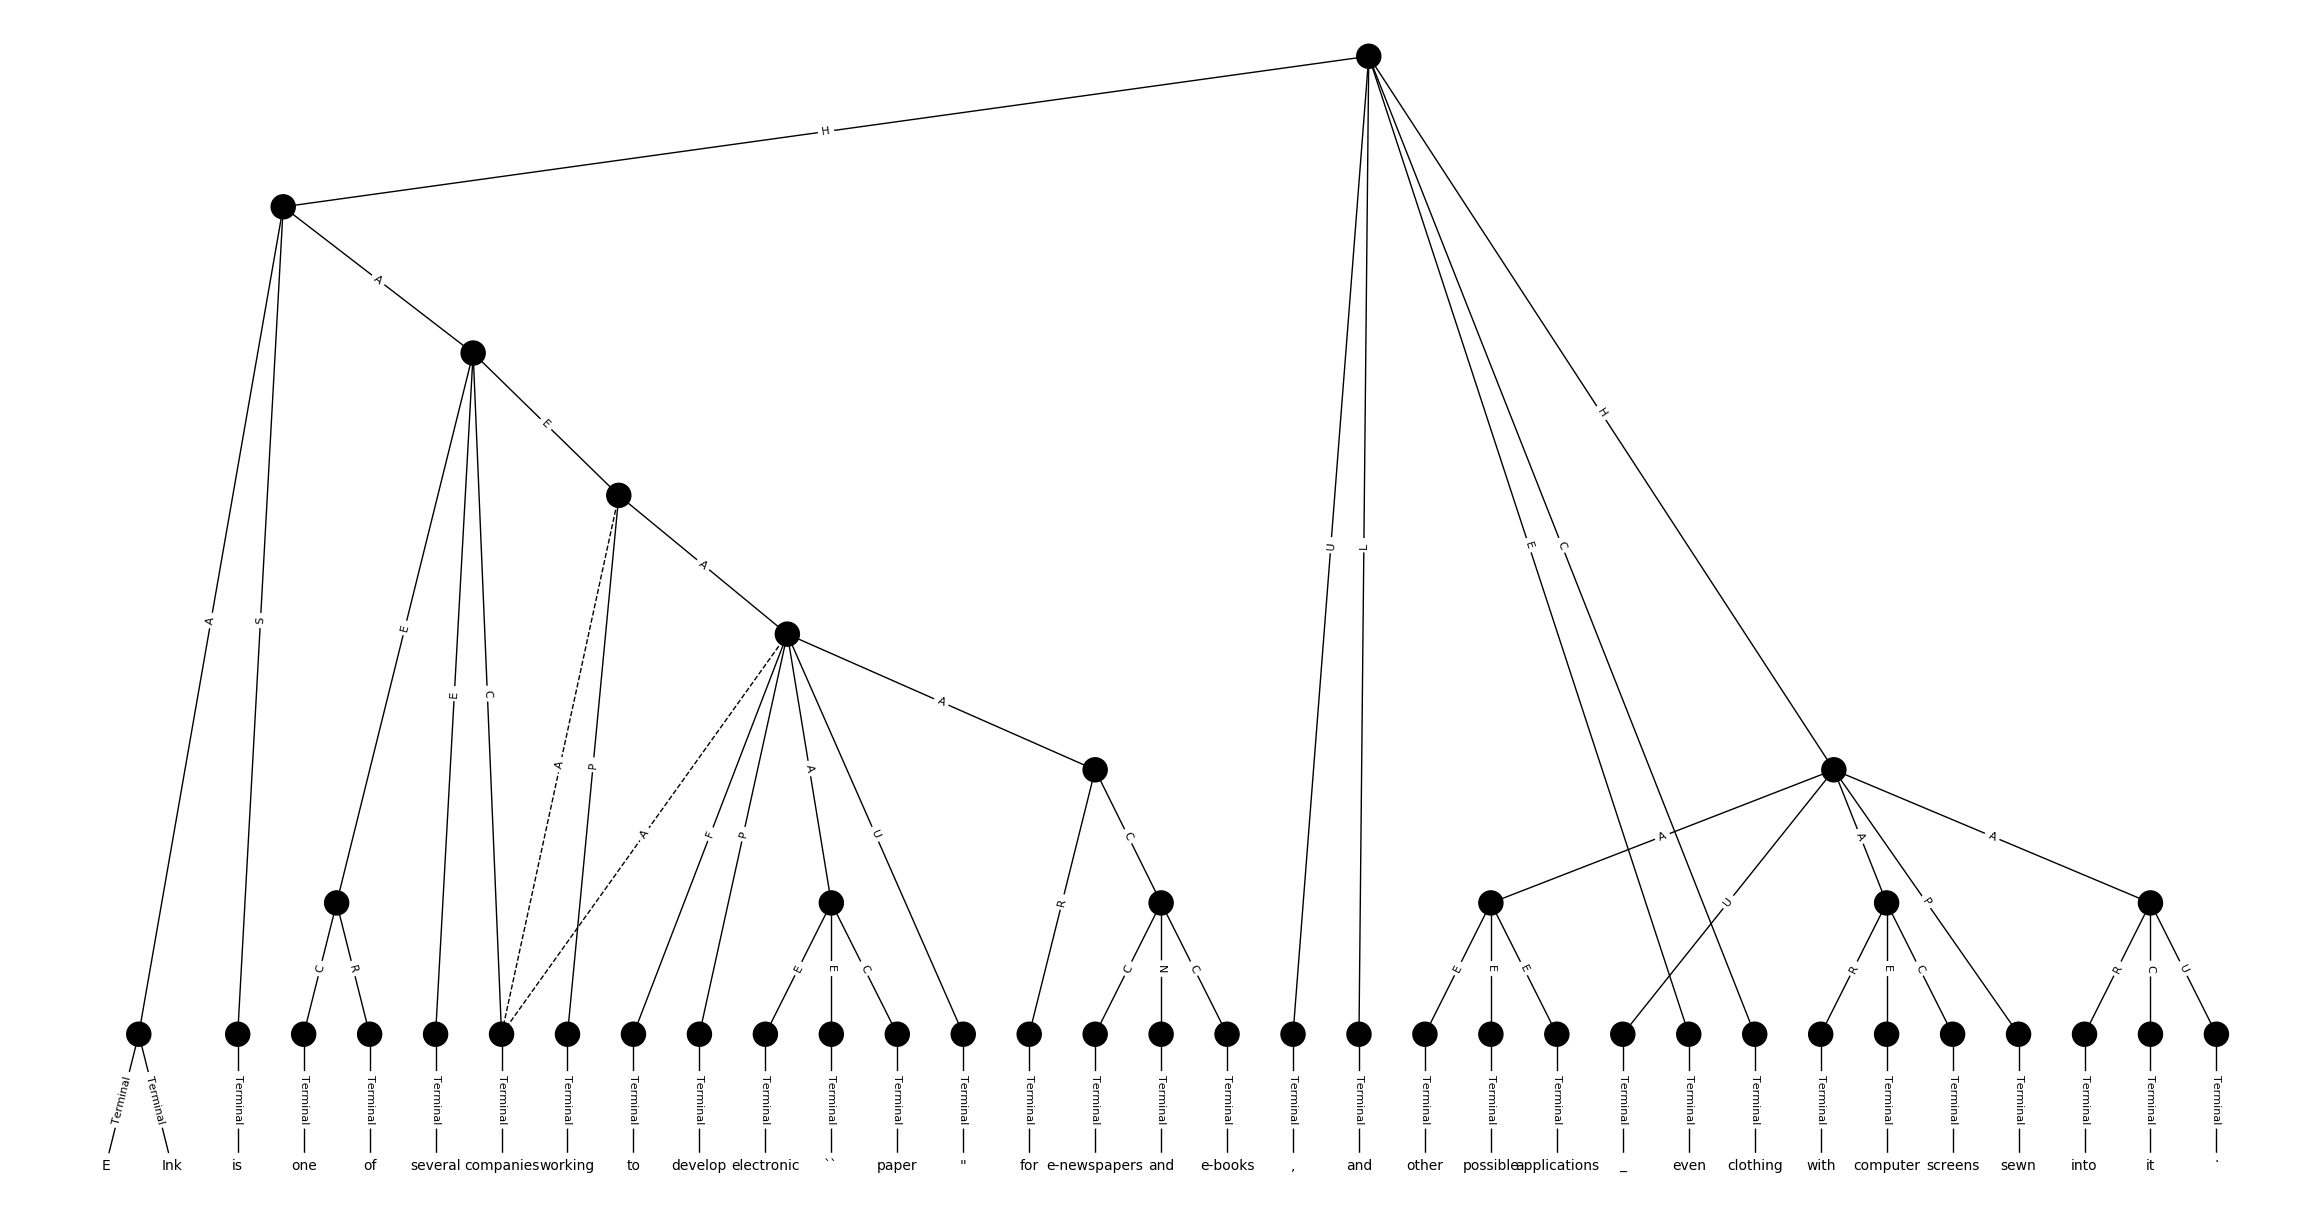 H
A
E
H
A
U
L
E
C
A
S
E
E
C
A
A
P
A
F
P
A
U
C
A
A
A
R
U
P
C
R
E
E
C
C
N
C
E
E
E
R
E
C
R
C
U
Terminal Terminal Terminal Terminal Terminal Terminal Terminal Terminal Terminal Terminal Terminal Terminal Terminal Terminal Terminal Terminal Terminal Terminal Terminal Terminal Terminal Terminal Terminal Terminal Terminal Terminal Terminal Terminal Terminal Terminal Terminal Terminal Terminal
E Ink is one of several companies working to develop electronic `` paper " for e-newspapers and e-books , and other possible applications _ even clothing with computer screens sewn into it .